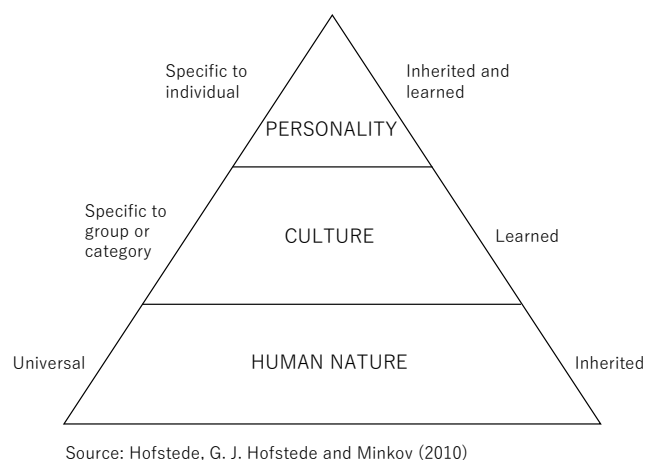 Specific to
individual
Inherited and
learned
PERSONALITY
Specific to
group or
category
CULTURE
Learned
Universal
HUMAN NATURE
Inherited
Source: Hofstede, G. J. Hofstede and Minkov (2010)